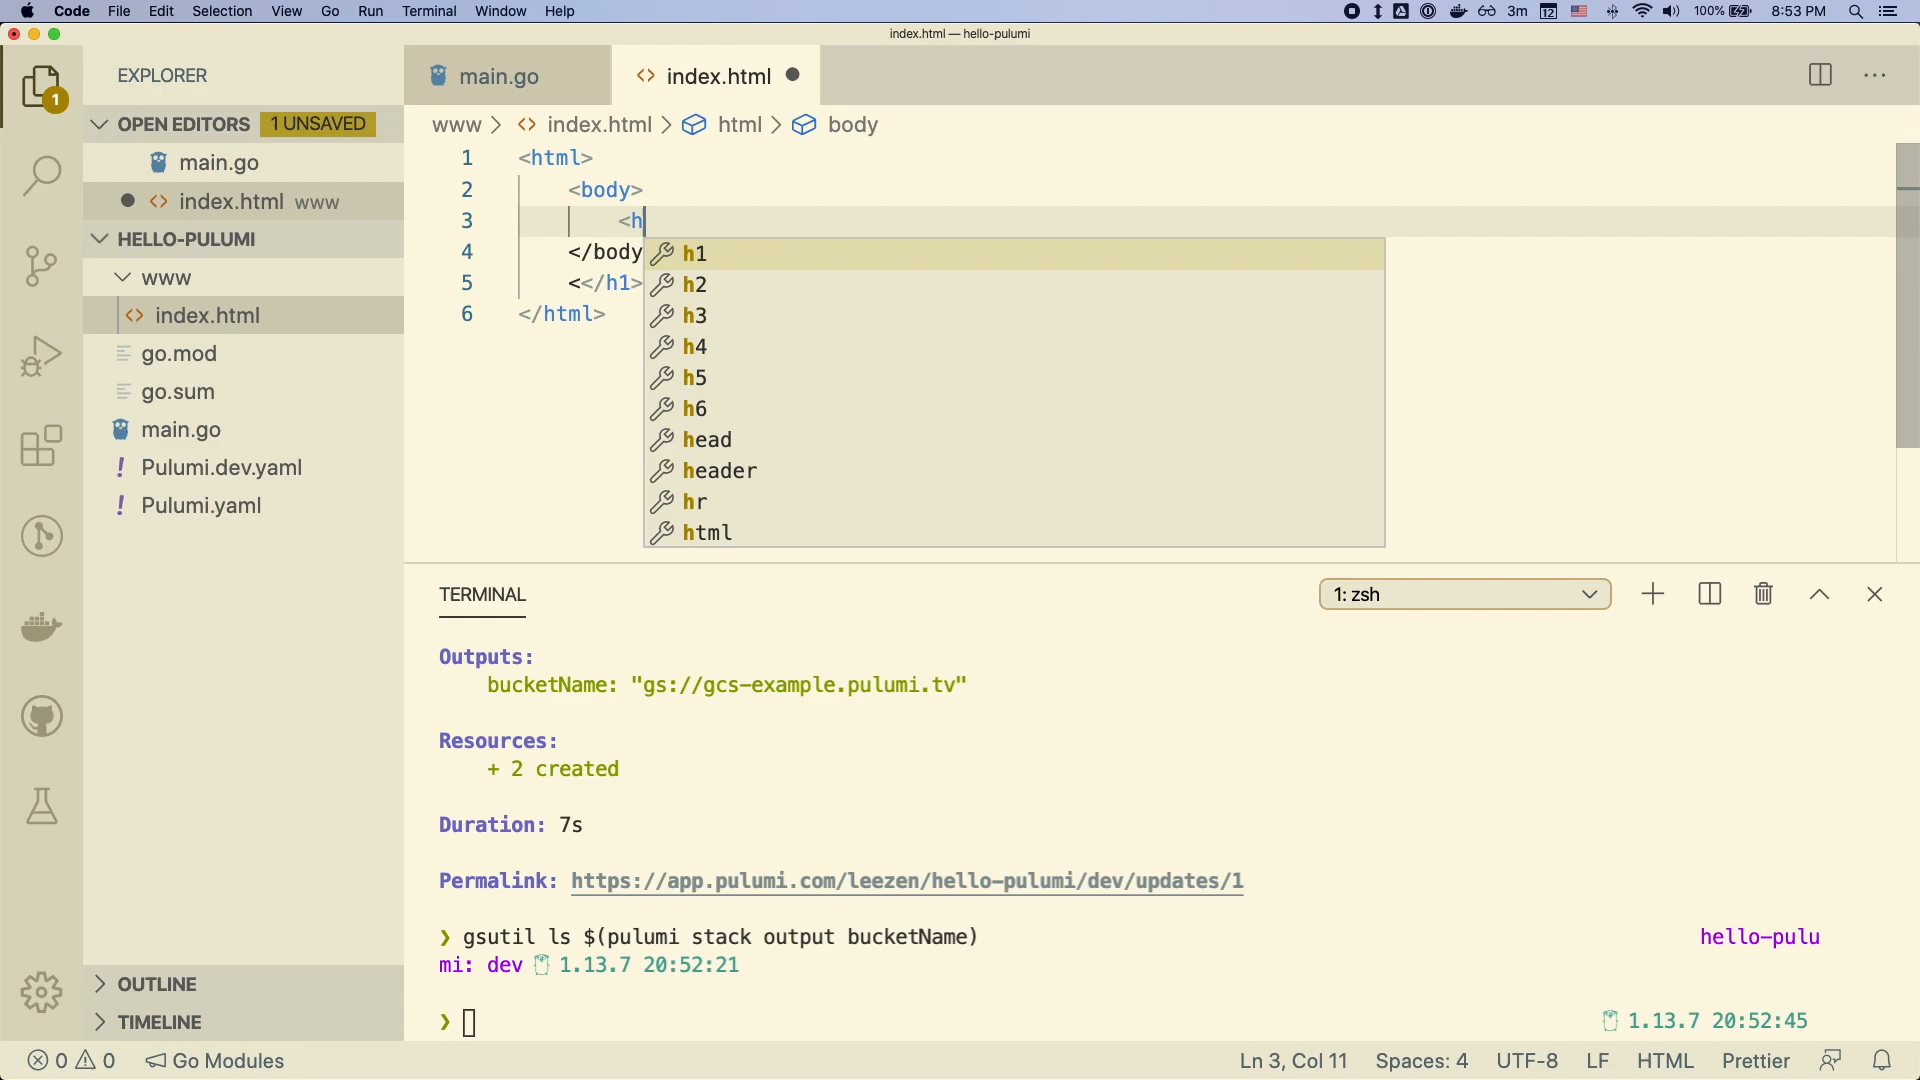 Code File Edit Selection View Go Run Terminal Window Help 3m 12 100% 8:53 PM
index.html — hello-pulumi
1
EXPLORER
OPEN EDITORS 1 UNSAVED
main.go
index.html www
HELLO-PULUMI
www
index.html
go.mod
go.sum
main.go
! Pulumi.dev.yaml
! Pulumi.yaml
OUTLINE
TIMELINE
main.go <> index.html
www > <> index.html > html > body
1 <html>
2 <body>
3 <h
4 </body
5 <</h1>
6 </html>
h1
h2
h3
h4
h5
h6
head
header
hr
html
TERMINAL 1: zsh
Outputs:
bucketName: "gs://gcs-example.pulumi.tv"
Resources:
+ 2 created
Duration: 7s
Permalink: https://app.pulumi.com/leezen/hello-pulumi/dev/updates/1
❯ gsutil ls $(pulumi stack output bucketName) hello-pulu
mi: dev 1.13.7 20:52:21
❯ 1.13.7 20:52:45
0 0 Go Modules Ln 3, Col 11 Spaces: 4 UTF-8 LF HTML Prettier